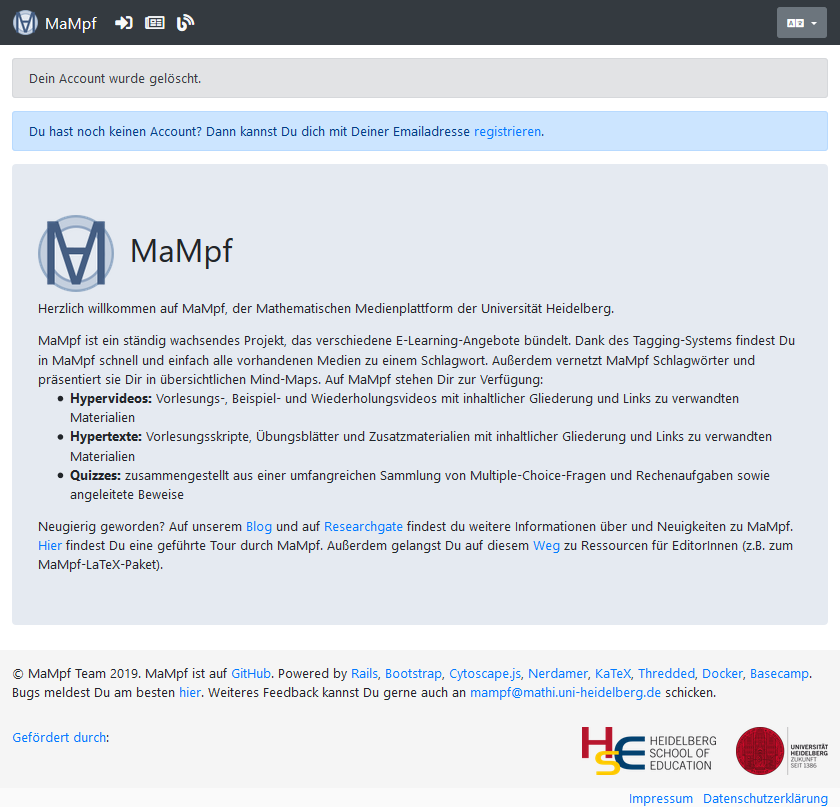 MaMpf
Dein Account wurde gelöscht.
Du hast noch keinen Account? Dann kannst Du dich mit Deiner Emailadresse registrieren.
MaMpf
Herzlich willkommen auf MaMpf, der Mathematischen Medienplattform der Universität Heidelberg.
MaMpf ist ein ständig wachsendes Projekt, das verschiedene E-Learning-Angebote bündelt. Dank des Tagging-Systems findest Du
in MaMpf schnell und einfach alle vorhandenen Medien zu einem Schlagwort. Außerdem vernetzt MaMpf Schlagwörter und
präsentiert sie Dir in übersichtlichen Mind-Maps. Auf MaMpf stehen Dir zur Verfügung:
• Hypervideos: Vorlesungs-, Beispiel- und Wiederholungsvideos mit inhaltlicher Gliederung und Links zu verwandten
Materialien
• Hypertexte: Vorlesungsskripte, Übungsblätter und Zusatzmaterialien mit inhaltlicher Gliederung und Links zu verwandten
Materialien
• Quizzes: zusammengestellt aus einer umfangreichen Sammlung von Multiple-Choice-Fragen und Rechenaufgaben sowie
angeleitete Beweise
Neugierig geworden? Auf unserem Blog und auf Researchgate findest du weitere Informationen über und Neuigkeiten zu MaMpf.
Hier findest Du eine geführte Tour durch MaMpf. Außerdem gelangst Du auf diesem Weg zu Ressourcen für EditorInnen (z.B. zum
MaMpf-LaTeX-Paket).
© MaMpf Team 2019. MaMpf ist auf GitHub. Powered by Rails, Bootstrap, Cytoscape.js, Nerdamer, KaTeX, Thredded, Docker, Basecamp.
Bugs meldest Du am besten hier. Weiteres Feedback kannst Du gerne auch an mampf@mathi.uni-heidelberg.de schicken.
Gefördert durch:
HSE
HEIDELBERG
SCHOOL OF
EDUCATION
UNIVERSITÄT
HEIDELBERG
ZUKUNFT
SEIT 1386
Impressum Datenschutzerklärung